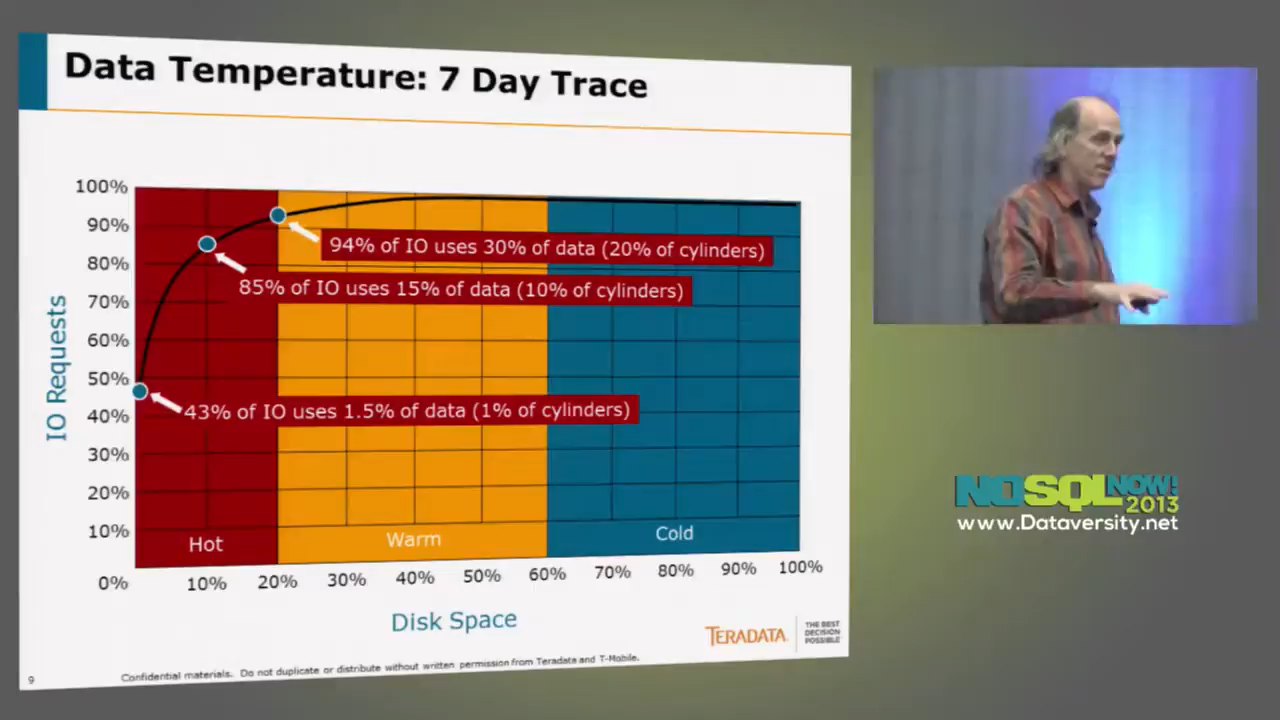 Data Temperature: 7 Day Trace
100%
90%
80%
70%
60%
50%
40%
30%
20%
10%
0%
IO Requests
94% of IO uses 30% of data (20% of cylinders)
85% of IO uses 15% of data (10% of cylinders)
43% of IO uses 1.5% of data (1% of cylinders)
Hot
Warm
Cold
10% 20% 30% 40% 50% 60% 70% 80% 90% 100%
Disk Space
TERADATA
THE BEST
DECISION
POSSIBLE
9
Confidential materials. Do not duplicate or distribute without written permission from Teradata and T-Mobile.
NOSQL NOW!
2013
www.Dataversity.net